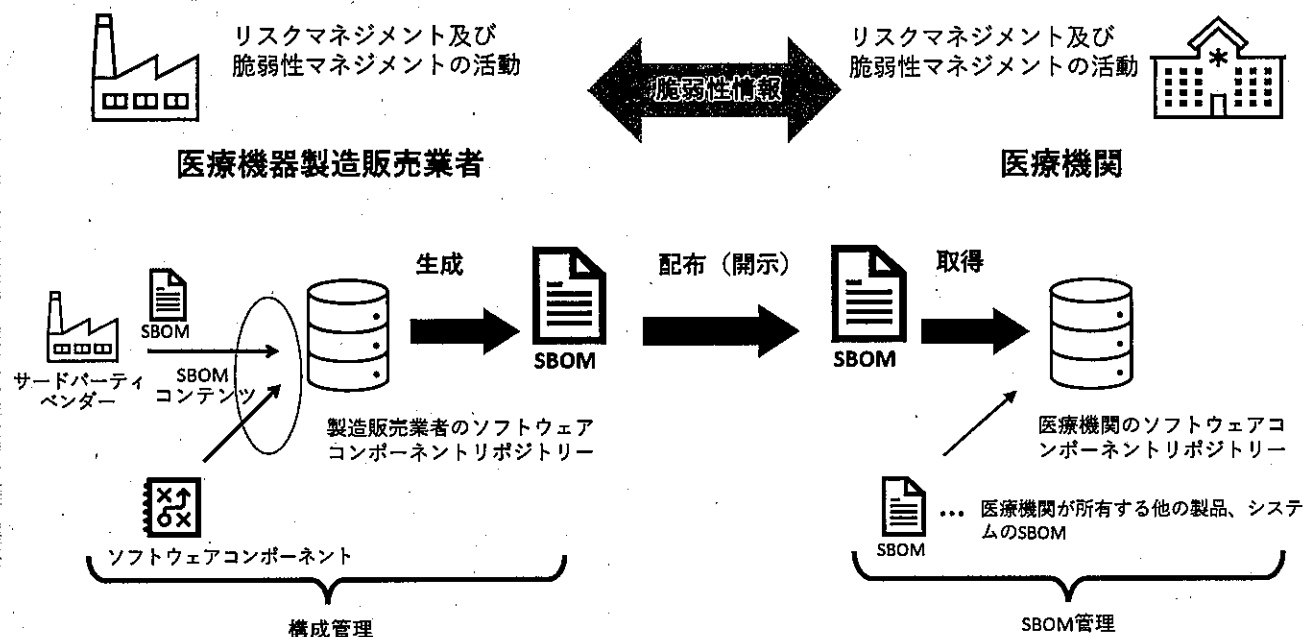 リスクマネジメント及び
脆弱性マネジメントの活動
脆弱性情報
リスクマネジメント及び
脆弱性マネジメントの活動
医療機器製造販売業者
医療機関
生成
配布（開示）
取得
SBOM
SBOM
SBOM
サードパーティ
ベンダー
SBOM
コンテンツ
製造販売業者のソフトウェア
コンポーネントリポジトリー
医療機関のソフトウェアコ
ンポーネントリポジトリー
ソフトウェアコンポーネント
SBOM
… 医療機関が所有する他の製品、システ
ムのSBOM
構成管理
SBOM管理